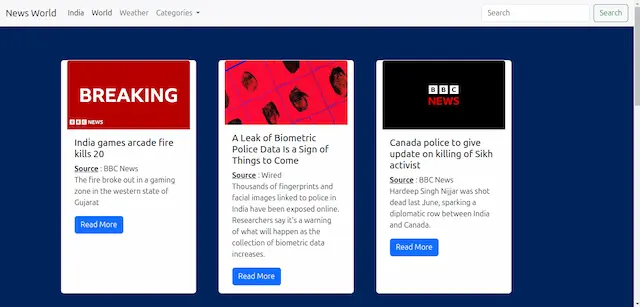 News World India World Weather Categories Search Search
BREAKING
BBC NEWS
India games arcade fire
kills 20
Source : BBC News
The fire broke out in a gaming
zone in the western state of
Gujarat
Read More
A Leak of Biometric
Police Data Is a Sign of
Things to Come
Source : Wired
Thousands of fingerprints and
facial images linked to police
in India have been exposed online.
Researchers say it's a warning
of what will happen as the
collection of biometric data
increases.
Read More
BBC
NEWS
Canada police to give
update on killing of Sikh
activist
Source : BBC News
Hardeep Singh Nijjar was shot
dead last June, sparking a
diplomatic row between India
and Canada.
Read More